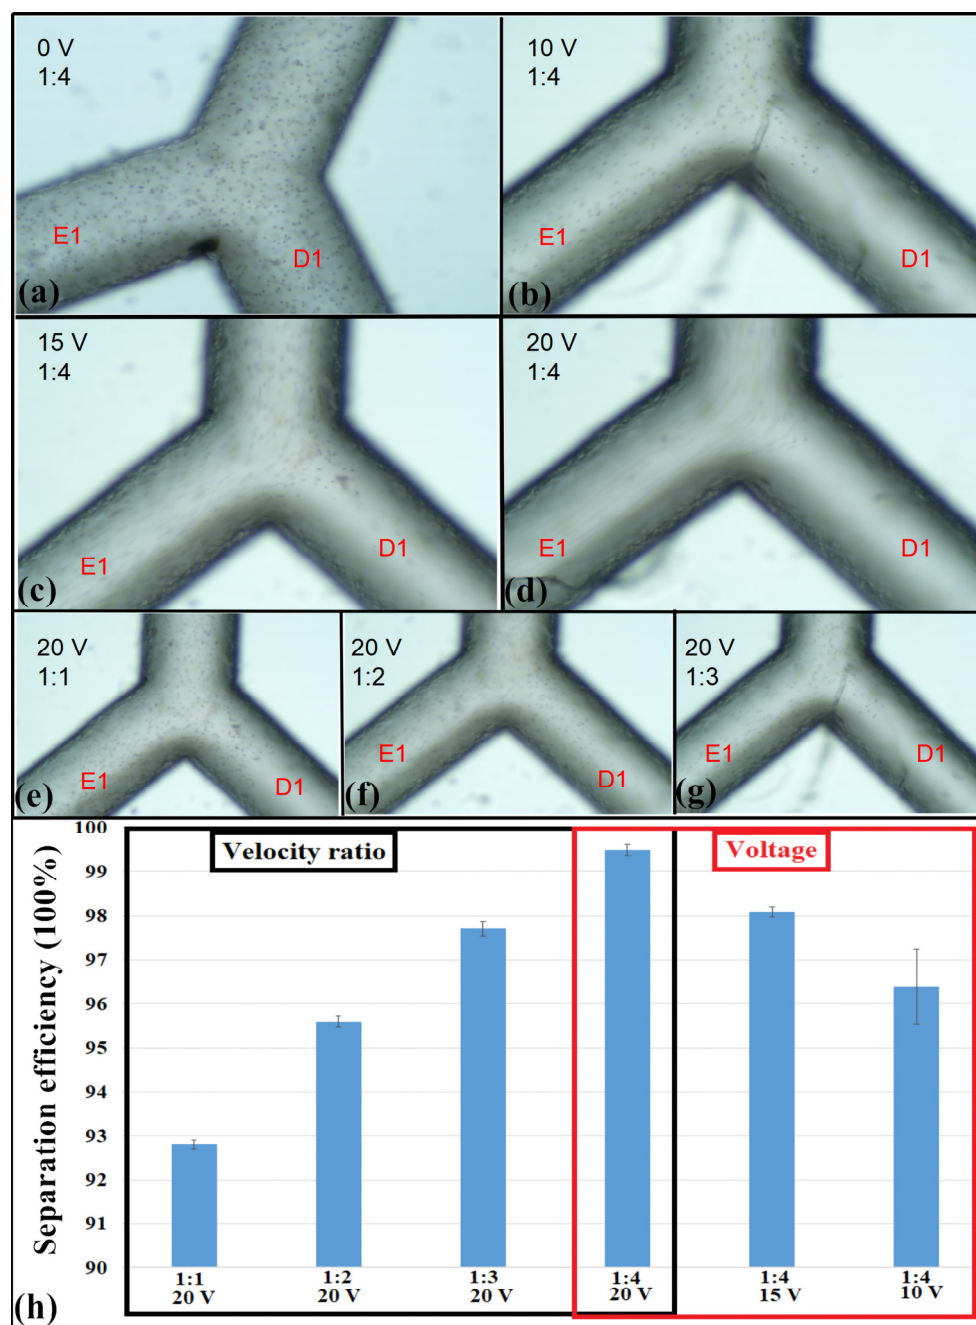 0 V
1:4
E1
D1
(a)
10 V
1:4
E1
D1
(b)
15 V
1:4
E1
D1
(c)
20 V
1:4
E1
D1
(d)
20 V
1:1
E1
D1
(e)
20 V
1:2
E1
D1
(f)
20 V
1:3
E1
D1
(g)
Separation efficiency (100%)
100
99
98
97
96
95
94
93
92
91
90
Velocity ratio
Voltage
1:1
20 V
1:2
20 V
1:3
20 V
1:4
20 V
1:4
15 V
1:4
10 V
(h)